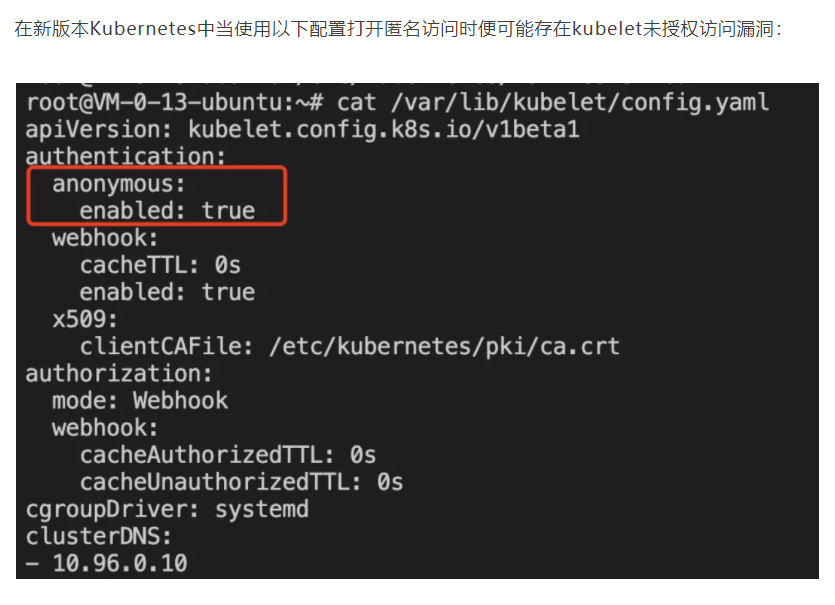 在新版本Kubernetes中当使用以下配置打开匿名访问时便可能存在kubelet未授权访问漏洞：
root@VM-0-13-ubuntu:~# cat /var/lib/kubelet/config.yaml
apiVersion: kubelet.config.k8s.io/v1beta1
authentication:
  anonymous:
    enabled: true
  webhook:
    cacheTTL: 0s
    enabled: true
  x509:
    clientCAFile: /etc/kubernetes/pki/ca.crt
authorization:
  mode: Webhook
  webhook:
    cacheAuthorizedTTL: 0s
    cacheUnauthorizedTTL: 0s
cgroupDriver: systemd
clusterDNS:
- 10.96.0.10